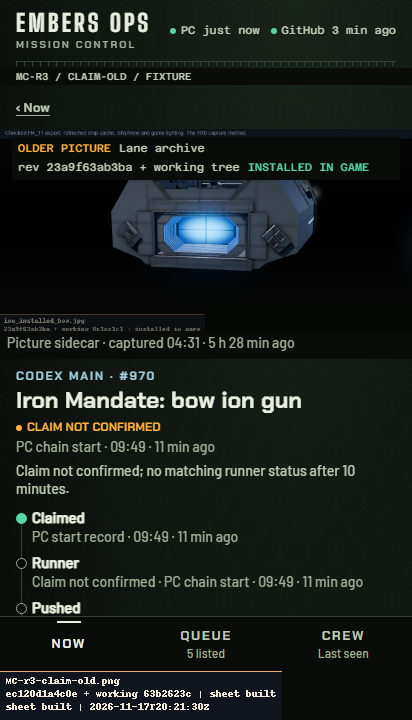 EMBERS OPS
MISSION CONTROL
PC just now
GitHub 3 min ago
MC-R3 / CLAIM-OLD / FIXTURE
‹ Now
OLDER PICTURE Lane archive
rev 23a9f63ab3ba + working tree INSTALLED IN GAME
ion_installed_bow.jpg
Picture sidecar · captured 04:31 · 5 h 28 min ago
CODEX MAIN · #970
Iron Mandate: bow ion gun
CLAIM NOT CONFIRMED
PC chain start · 09:49 · 11 min ago
Claim not confirmed; no matching runner status after 10
minutes.
Claimed
PC start record · 09:49 · 11 min ago
Runner
Claim not confirmed · PC chain start · 09:49 · 11 min ago
Pushed
NOW
QUEUE
5 listed
CREW
Last seen
MC-r3-claim-old.png
ec120d1a4c0e + working 63b2623c | sheet built
sheet built | 2026-11-17T20:21:30Z